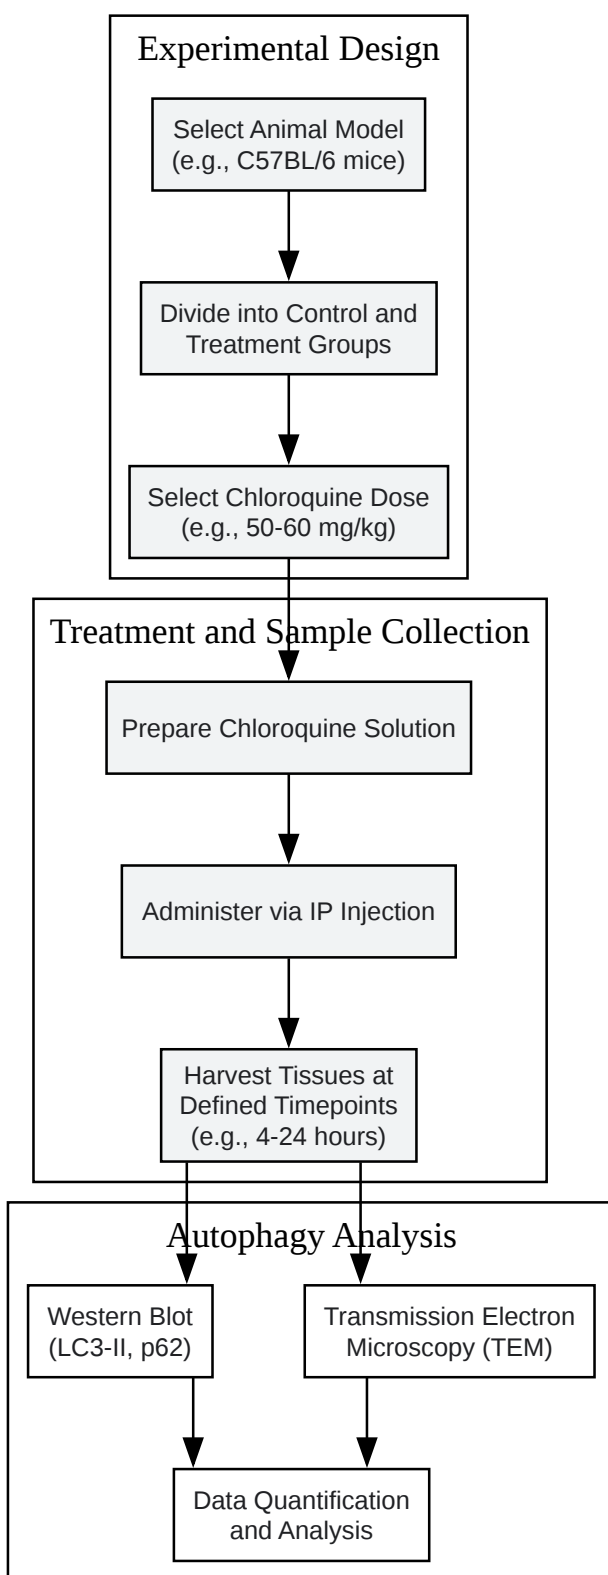 Experimental Design
Select Animal Model
(e.g., C57BL/6 mice)
Divide into Control and
Treatment Groups
Select Chloroquine Dose
(e.g., 50-60 mg/kg)
Treatment and Sample Collection
Prepare Chloroquine Solution
Administer via IP Injection
Harvest Tissues at
Defined Timepoints
(e.g., 4-24 hours)
Autophagy Analysis
Western Blot
(LC3-II, p62)
Transmission Electron
Microscopy (TEM)
Data Quantification
and Analysis